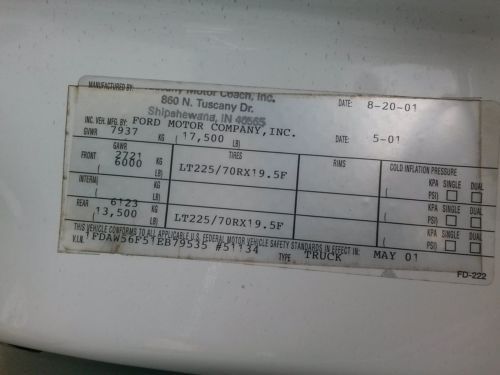 MANUFACTURED BY: Tuscany Motor Coach, Inc.
860 N. Tuscany Dr. DATE: 8-20-01
Shipshewana, IN 46565
INC. VEH. MFG. BY: FORD MOTOR COMPANY, INC.
GVWR 7937 KG ( 17,500 LB) DATE: 5-01
GAWR TIRES RIMS COLD INFLATION PRESSURE
FRONT 2721 KG
( 6000 LB) LT225/70RX19.5F KPA SINGLE DUAL
( PSI)
INTERM KG
( LB) KPA SINGLE DUAL
( PSI)
REAR 6123 KG
( 13,500 LB) LT225/70RX19.5F KPA SINGLE DUAL
( PSI)
THIS VEHICLE CONFORMS TO ALL APPLICABLE U.S. FEDERAL MOTOR VEHICLE SAFETY STANDARDS IN EFFECT IN: MAY 01
V.I.N. 1FDAW56F51EB79535 #51134 TYPE TRUCK
FD-222